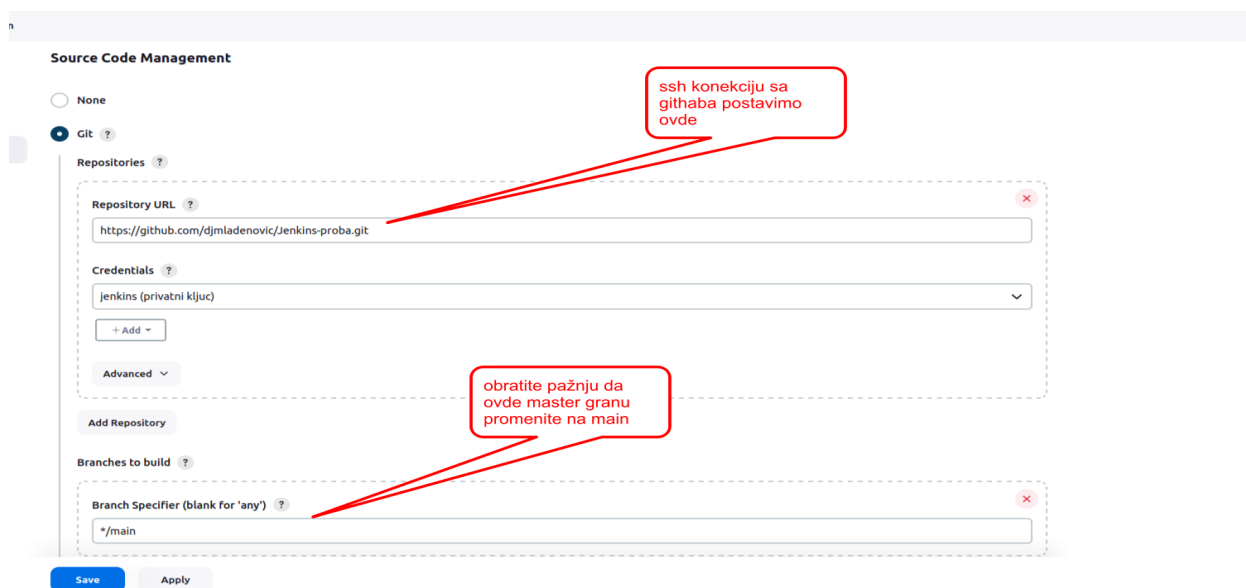 n
Source Code Management
None
Git ?
Repositories ?
Repository URL ?
https://github.com/djmladenovic/Jenkins-proba.git
Credentials ?
jenkins (privatni kljuc)
+ Add
Advanced
Add Repository
Branches to build ?
Branch Specifier (blank for 'any') ?
*/main
Save Apply
ssh konekciju sa
githaba postavimo
ovde
obratite pažnju da
ovde master granu
promenite na main